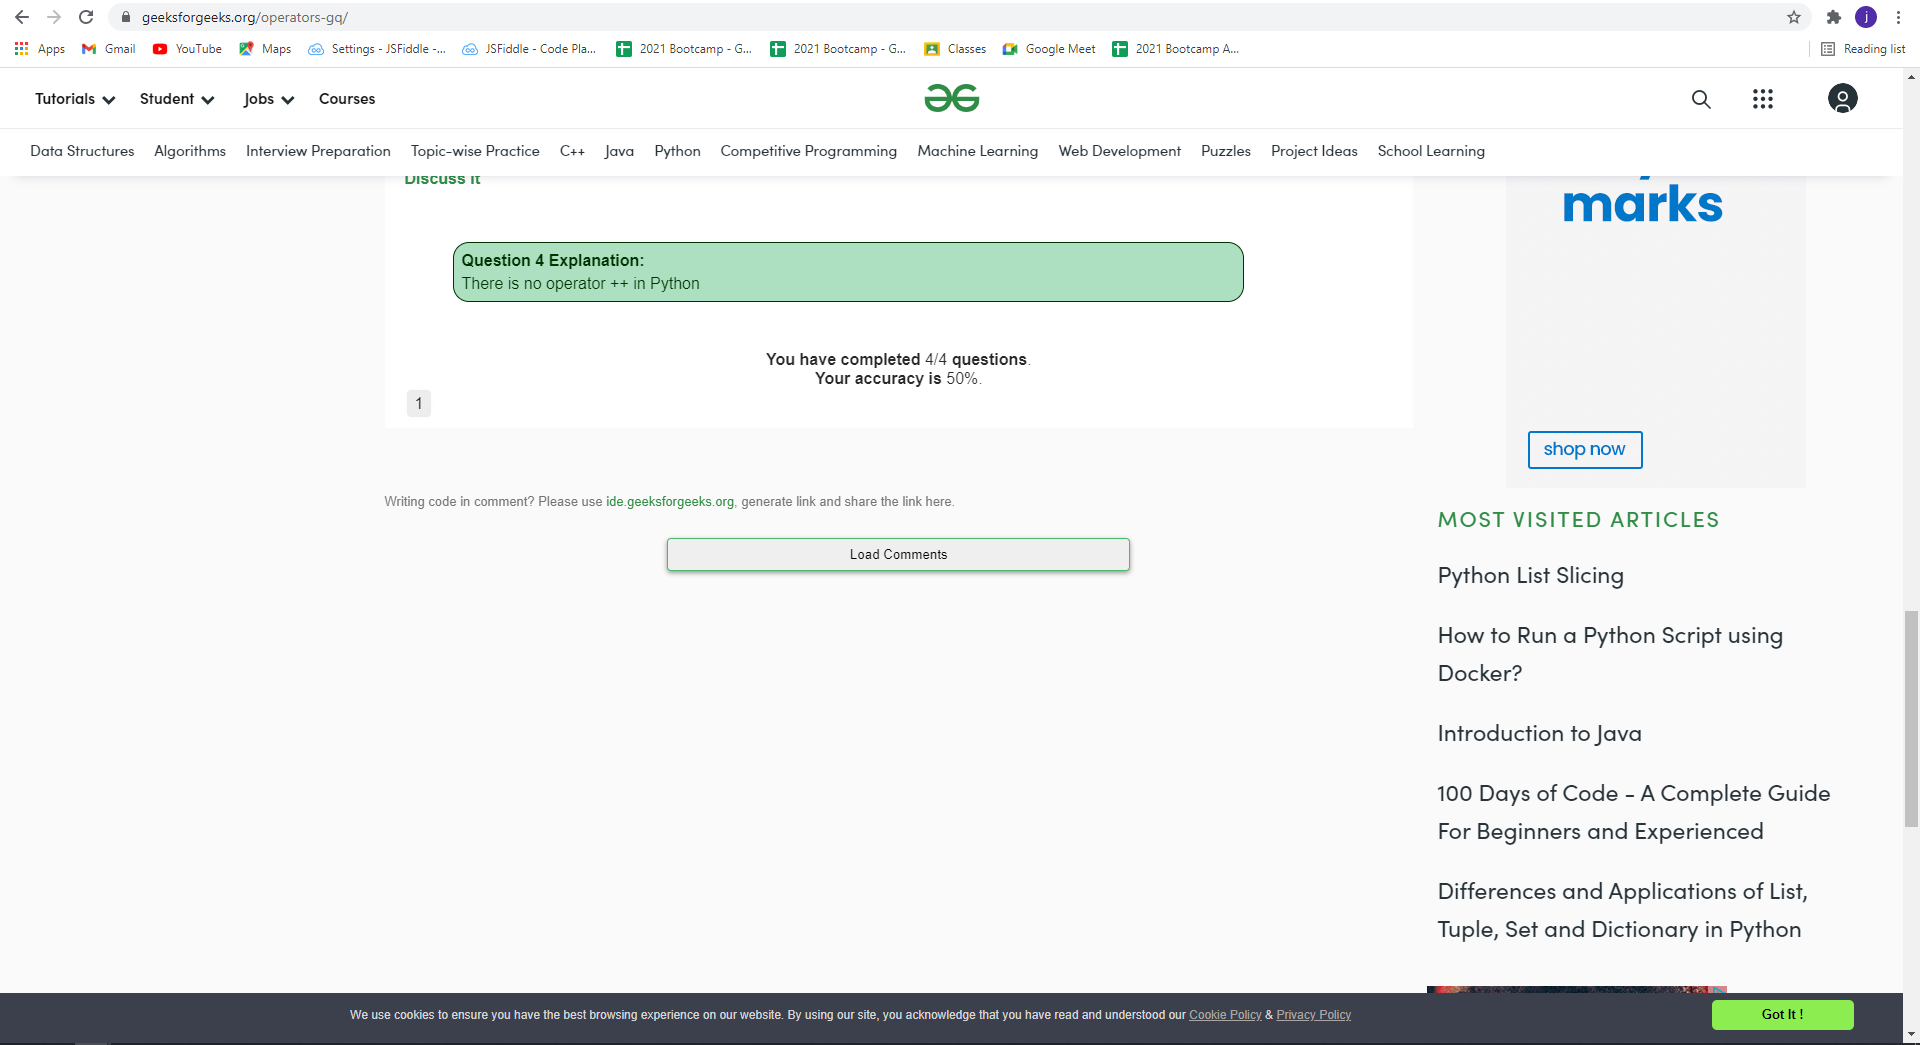 geeksforgeeks.org/operators-gq/
j
Apps Gmail YouTube Maps Settings - JSFiddle -... JSFiddle - Code Pla... 2021 Bootcamp - G... 2021 Bootcamp - G... Classes Google Meet 2021 Bootcamp A... Reading list
Tutorials Student Jobs Courses
Data Structures Algorithms Interview Preparation Topic-wise Practice C++ Java Python Competitive Programming Machine Learning Web Development Puzzles Project Ideas School Learning
Discuss it
marks
Question 4 Explanation:
There is no operator ++ in Python
You have completed 4/4 questions.
Your accuracy is 50%.
1
shop now
Writing code in comment? Please use ide.geeksforgeeks.org, generate link and share the link here.
Load Comments
MOST VISITED ARTICLES
Python List Slicing
How to Run a Python Script using
Docker?
Introduction to Java
100 Days of Code - A Complete Guide
For Beginners and Experienced
Differences and Applications of List,
Tuple, Set and Dictionary in Python
We use cookies to ensure you have the best browsing experience on our website. By using our site, you acknowledge that you have read and understood our Cookie Policy & Privacy Policy
Got It !